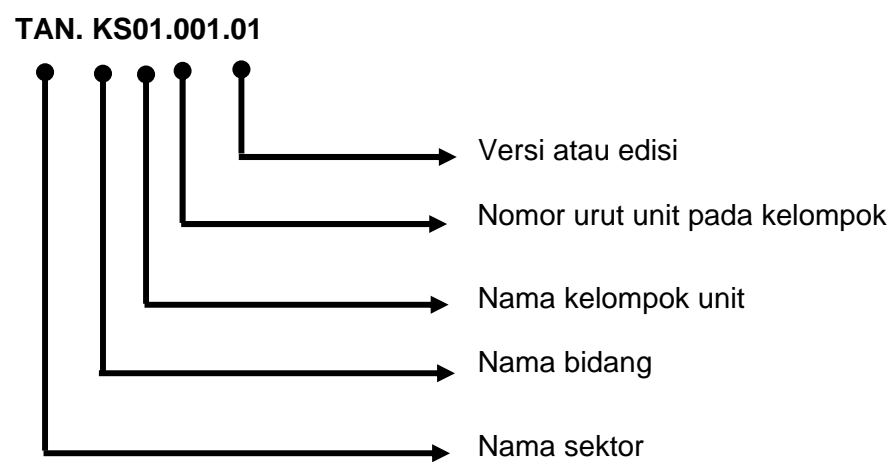 TAN. KS01.001.01
Versi atau edisi
Nomor urut unit pada kelompok
Nama kelompok unit
Nama bidang
Nama sektor